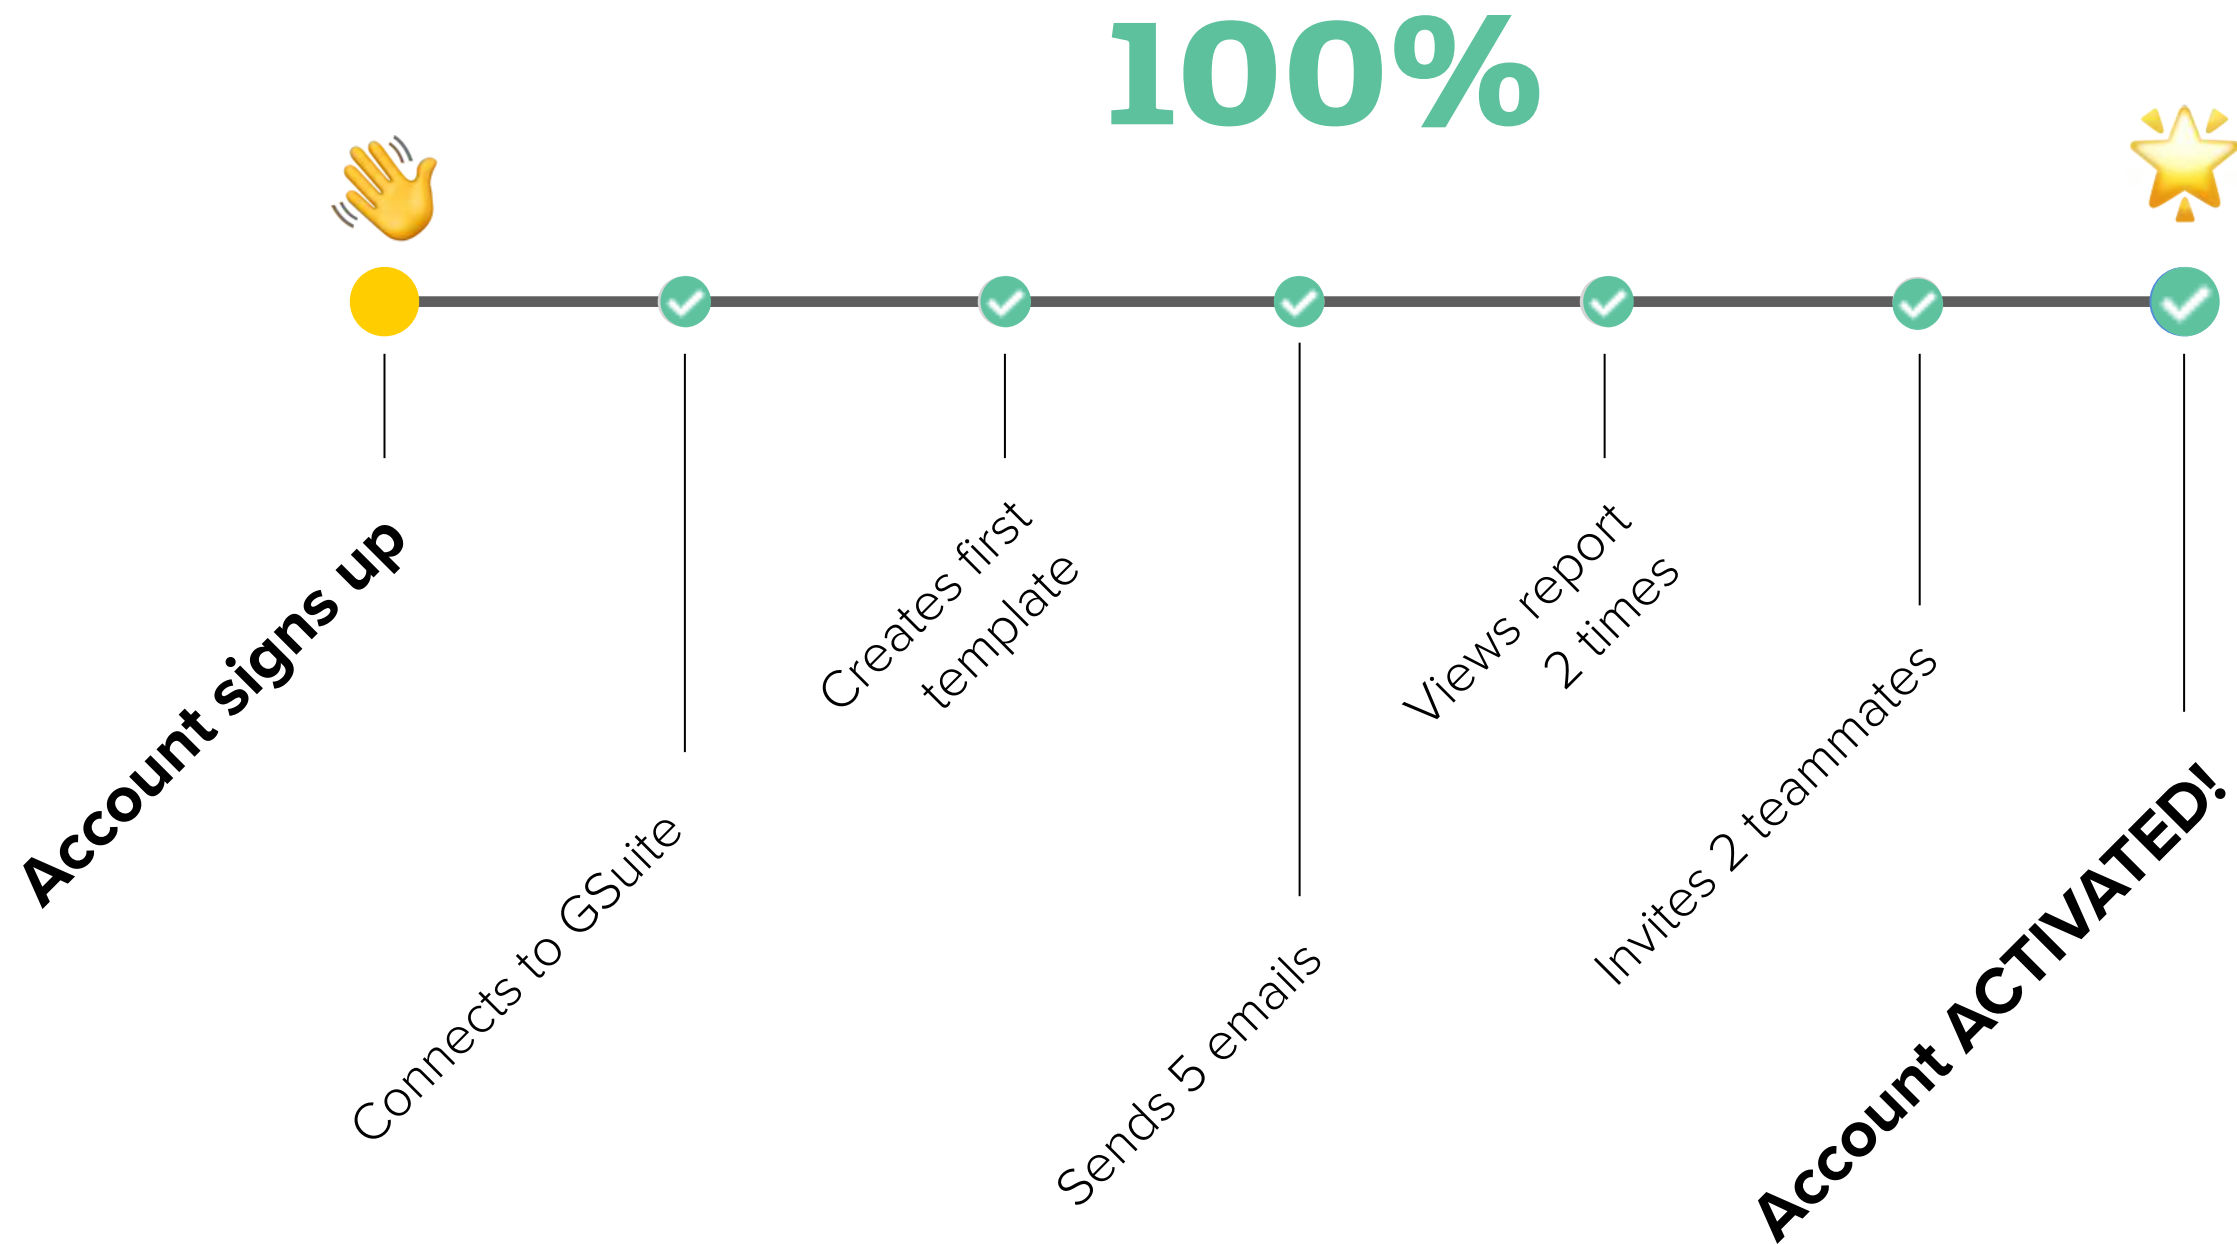 100%
Account signs up
Connects to GSuite
Creates first
template
Sends 5 emails
Views report
2 times
Invites 2 teammates
Account ACTIVATED!